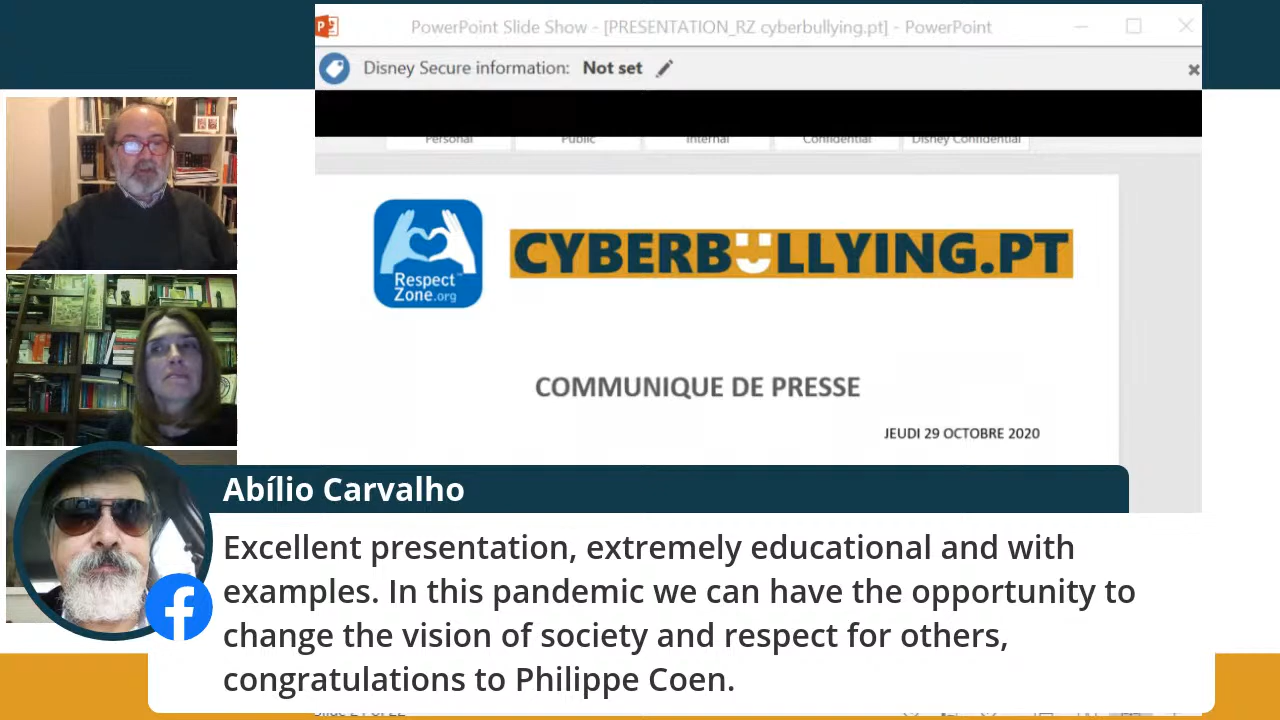 PowerPoint Slide Show - [PRESENTATION_RZ cyberbullying.pt] - PowerPoint
Disney Secure information: Not set
Personal Public Internal Confidential Disney Confidential
Respect™
Zone.org
CYBERBULLYING.PT
COMMUNIQUE DE PRESSE
JEUDI 29 OCTOBRE 2020
Abílio Carvalho
Excellent presentation, extremely educational and with
examples. In this pandemic we can have the opportunity to
change the vision of society and respect for others,
congratulations to Philippe Coen.